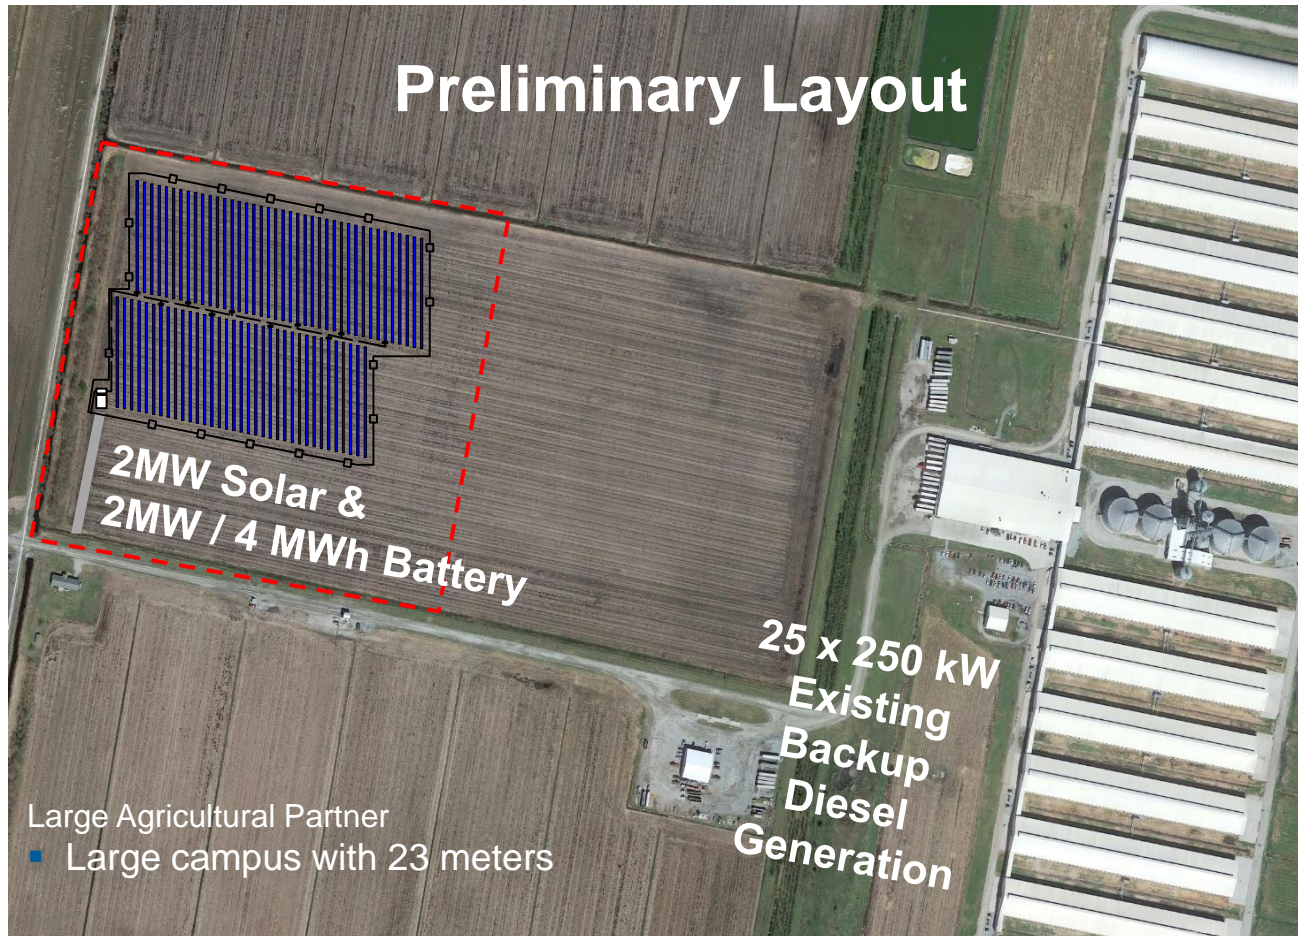 Preliminary Layout
2MW Solar &
2MW / 4 MWh Battery
25 x 250 kW
Existing
Backup
Diesel
Generation
Large Agricultural Partner
▪ Large campus with 23 meters